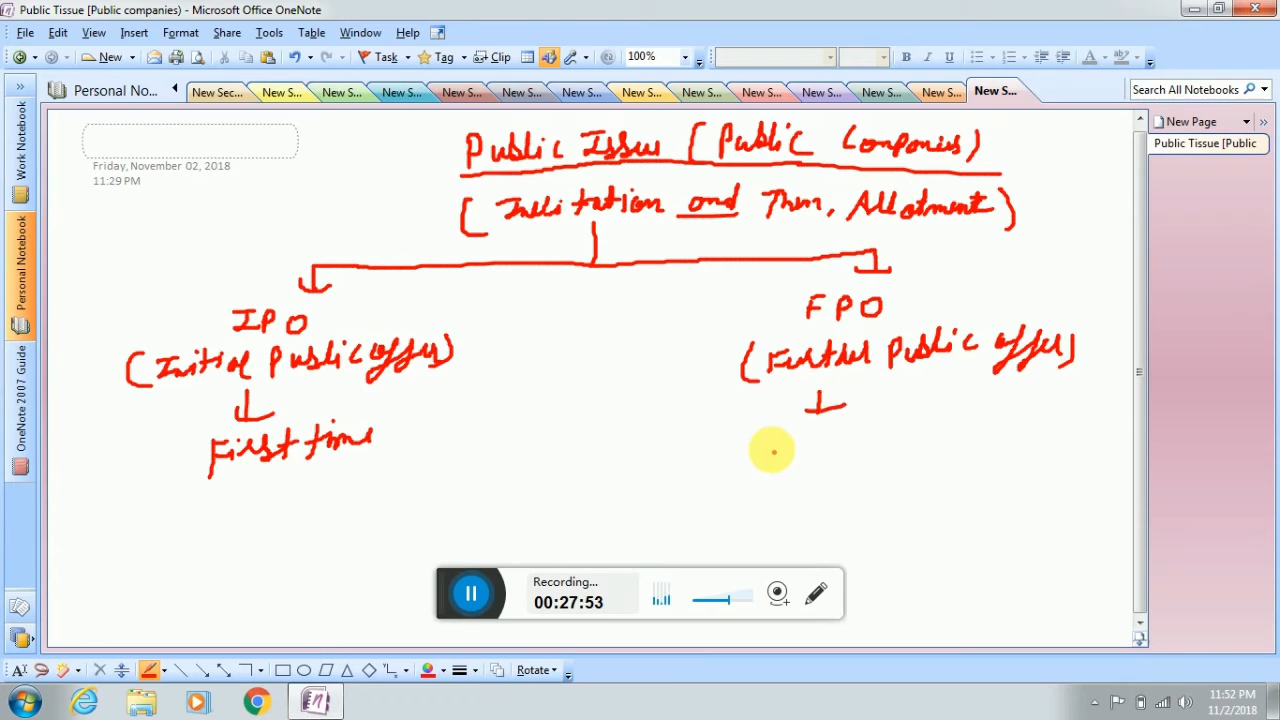 Public Tissue [Public companies) - Microsoft Office OneNote
File Edit View Insert Format Share Tools Table Window Help
New Task Tag Clip 100% B I U A ab
Personal No... New Sec... New S... New S... New S... New S... New S... New S... New S... New S... New S... New S... New S... New S... New S... Search All Notebooks
New Page
Public Tissue [Public
Work Notebook
Personal Notebook
OneNote 2007 Guide
Friday, November 02, 2018
11:29 PM
Public Issue [Public Companies)
[Invitation and Then, Allotment)
IPO
(Initial Public offer)
First time
FPO
(Further Public offer)
Recording...
00:27:53
Rotate
11:52 PM
11/2/2018